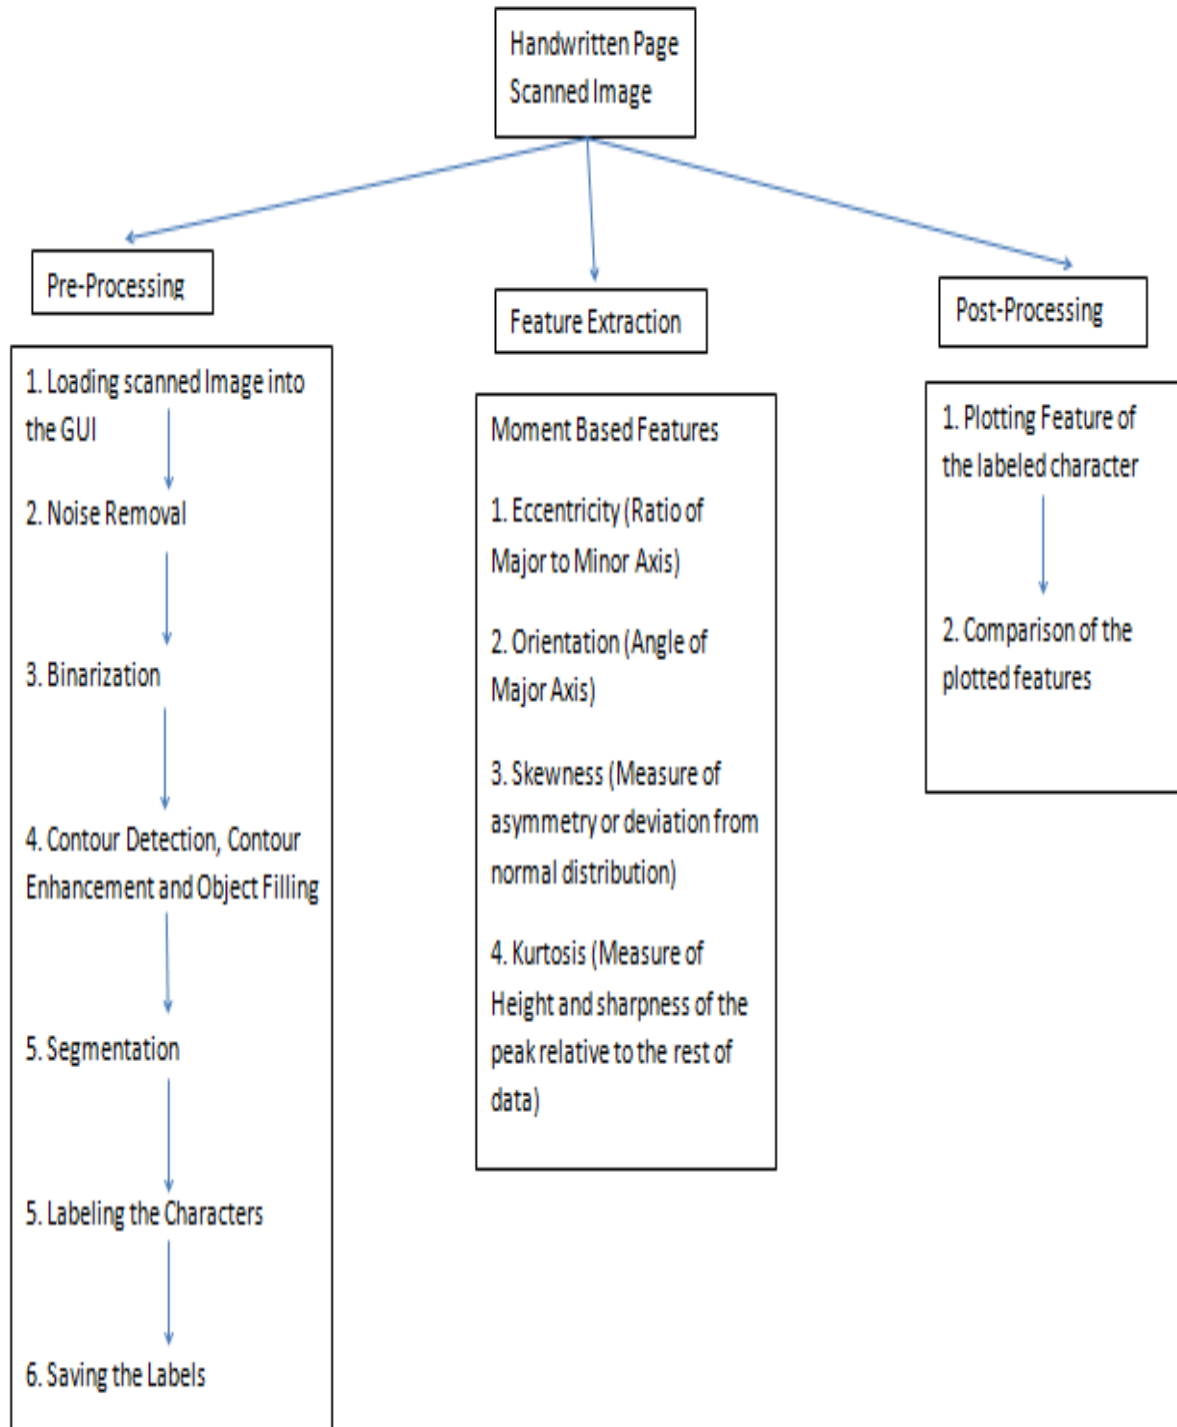 Handwritten Page
Scanned Image
Pre-Processing
1. Loading scanned Image into
the GUI
2. Noise Removal
3. Binarization
4. Contour Detection, Contour
Enhancement and Object Filling
5. Segmentation
5. Labeling the Characters
6. Saving the Labels
Feature Extraction
Moment Based Features
1. Eccentricity (Ratio of
Major to Minor Axis)
2. Orientation (Angle of
Major Axis)
3. Skewness (Measure of
asymmetry or deviation from
normal distribution)
4. Kurtosis (Measure of
Height and sharpness of the
peak relative to the rest of
data)
Post-Processing
1. Plotting Feature of
the labeled character
2. Comparison of the
plotted features